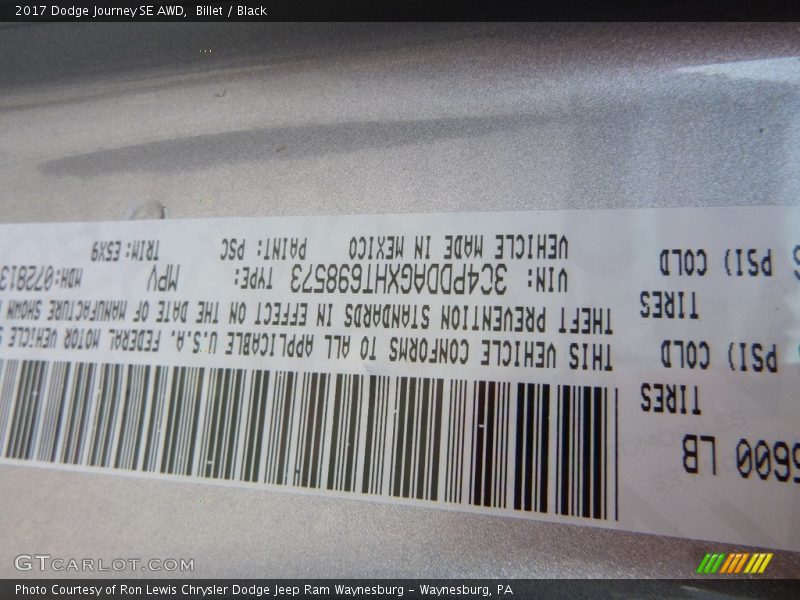 2017 Dodge Journey SE AWD, Billet / Black
5600 LB
TIRES
PSI) COLD
TIRES
PSI) COLD
THIS VEHICLE CONFORMS TO ALL APPLICABLE U.S.A. FEDERAL MOTOR VEHICLE
THEFT PREVENTION STANDARDS IN EFFECT ON THE DATE OF MANUFACTURE SHOWN
VIN: 3C4PDDAGXHT698573 TYPE: MPV MDH:072813
VEHICLE MADE IN MEXICO PAINT: PSC TRIM: E5X9
GTCarLot.com
Photo Courtesy of Ron Lewis Chrysler Dodge Jeep Ram Waynesburg - Waynesburg, PA